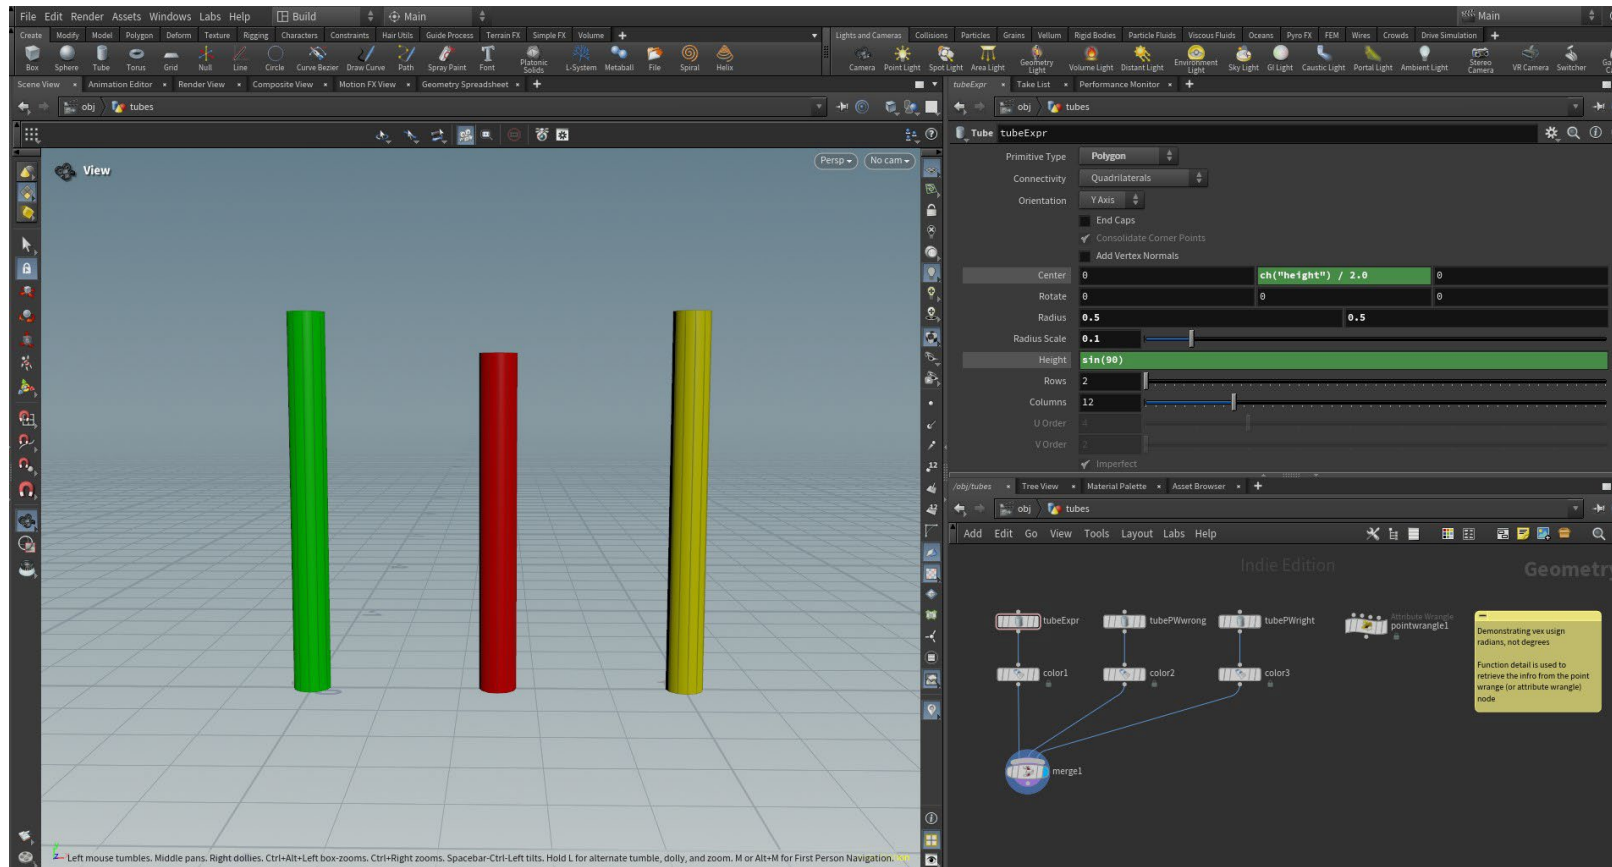 File Edit Render Assets Windows Labs Help Build Main Main
Create Modify Model Polygon Deform Texture Rigging Characters Constraints Hair Utils Guide Process Terrain FX Simple FX Volume +
Lights and Cameras Collisions Particles Grains Vellum Rigid Bodies Particle Fluids Viscous Fluids Oceans Pyro FX FEM Wires Crowds Drive Simulation +
Box Sphere Tube Torus Grid Null Line Circle Curve Bezier Draw Curve Path Spray Paint Font Platonic Solids L-System Metaball File Spiral Helix
Camera Point Light Spot Light Area Light Geometry Light Volume Light Distant Light Environment Light Sky Light GI Light Caustic Light Portal Light Ambient Light Stereo Camera VR Camera Switcher
Scene View Animation Editor Render View Composite View Motion FX View Geometry Spreadsheet +
tubeExpr Take List Performance Monitor +
obj tubes
obj tubes
Tube tubeExpr
View
Persp No cam
Primitive Type Polygon
Connectivity Quadrilaterals
Orientation Y Axis
End Caps
Consolidate Corner Points
Add Vertex Normals
Center 0 ch("height") / 2.0 0
Rotate 0 0 0
Radius 0.5 0.5
Radius Scale 0.1
Height sin(90)
Rows 2
Columns 12
U Order 4
V Order 2
Imperfect
12
/obj/tubes Tree View Material Palette Asset Browser +
obj tubes
Add Edit Go View Tools Layout Labs Help
Indie Edition
Geometry
tubeExpr tubePWwrong tubePWright
Attribute Wrangle
pointwrangle1
color1 color2 color3
merge1
Demonstrating vex usign
radians, not degrees
Function detail is used to
retrieve the infro from the point
wrange (or attribute wrangle)
node
Left mouse tumbles. Middle pans. Right dollies. Ctrl+Alt+Left box-zooms. Ctrl+Right zooms. Spacebar-Ctrl-Left tilts. Hold L for alternate tumble, dolly, and zoom. M or Alt+M for First Person Navigation.